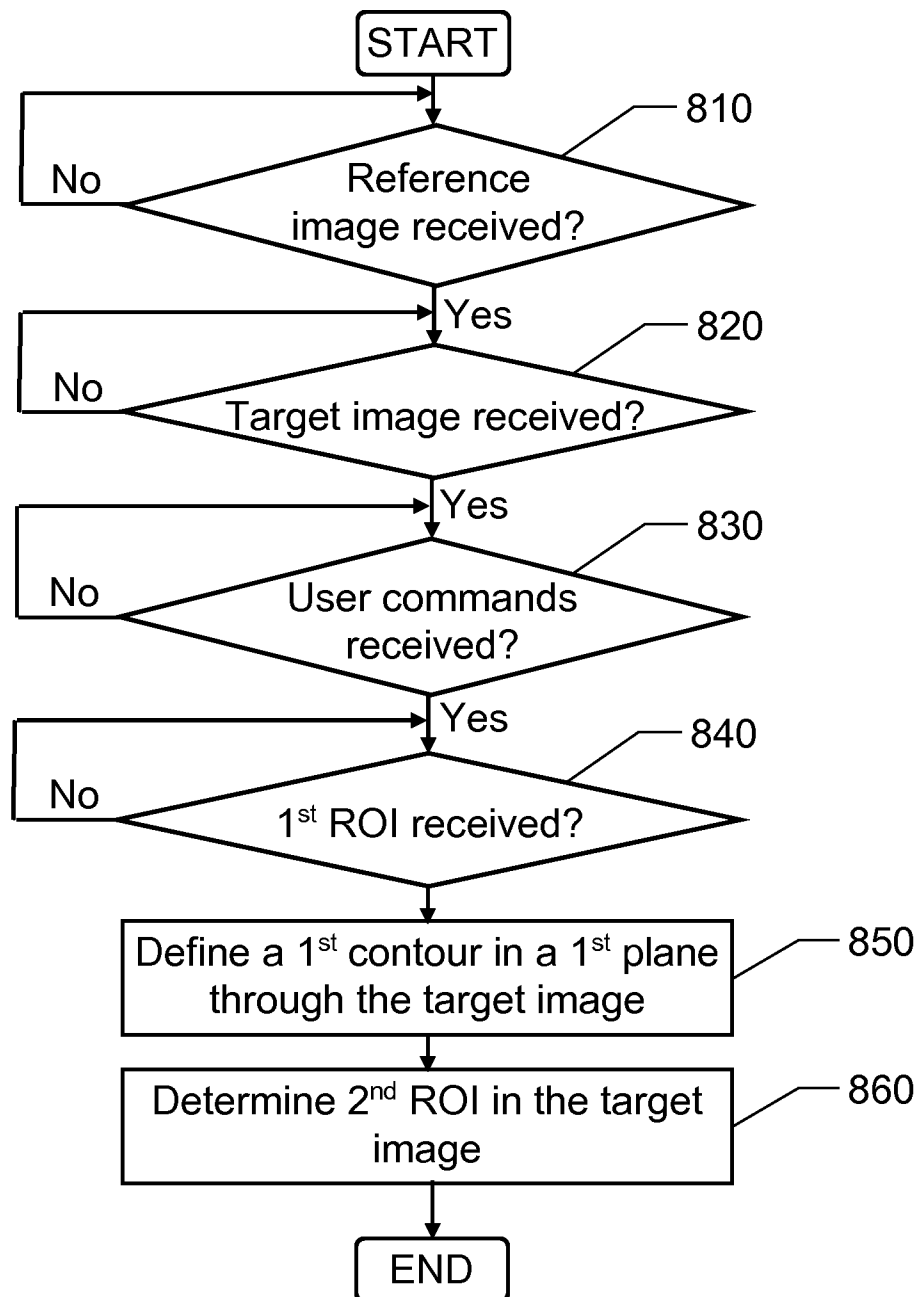 START
810
No
Reference
image received?
Yes
820
No
Target image received?
Yes
830
No
User commands
received?
Yes
840
No
1st ROI received?
850
Define a 1st contour in a 1st plane
through the target image
860
Determine 2nd ROI in the target
image
END